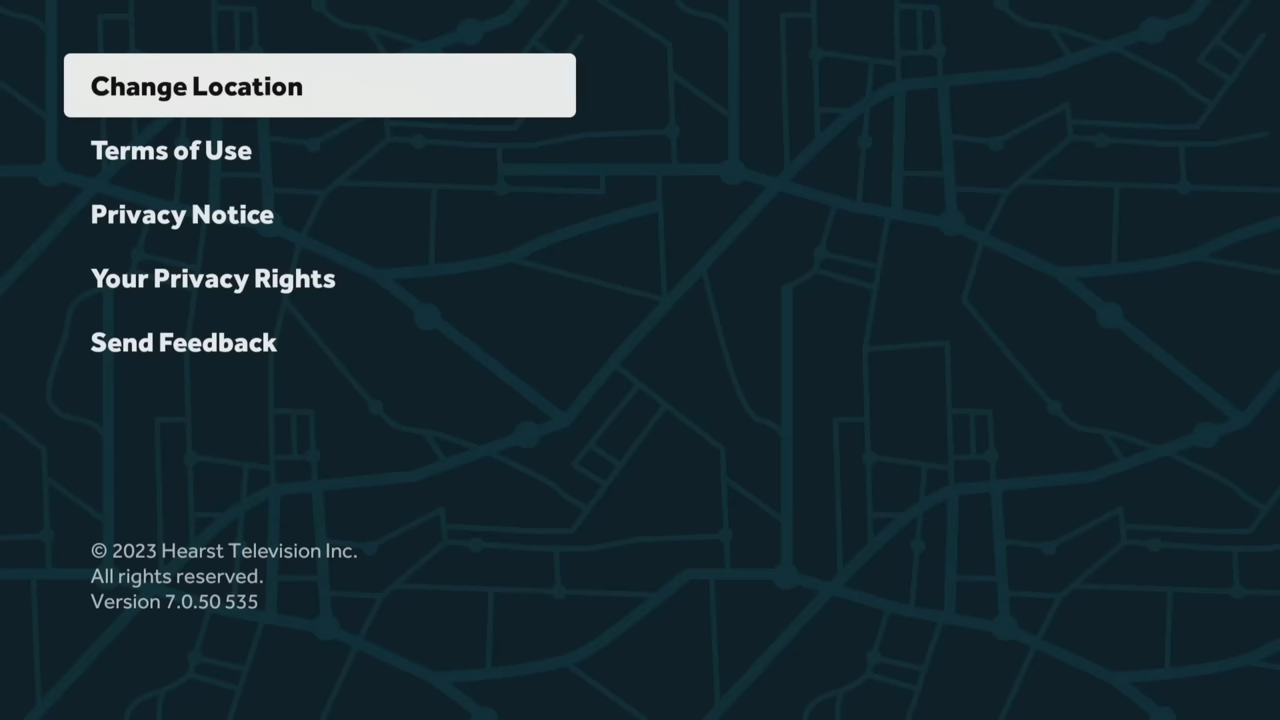 Change Location
Terms of Use
Privacy Notice
Your Privacy Rights
Send Feedback
© 2023 Hearst Television Inc.
All rights reserved.
Version 7.0.50 535